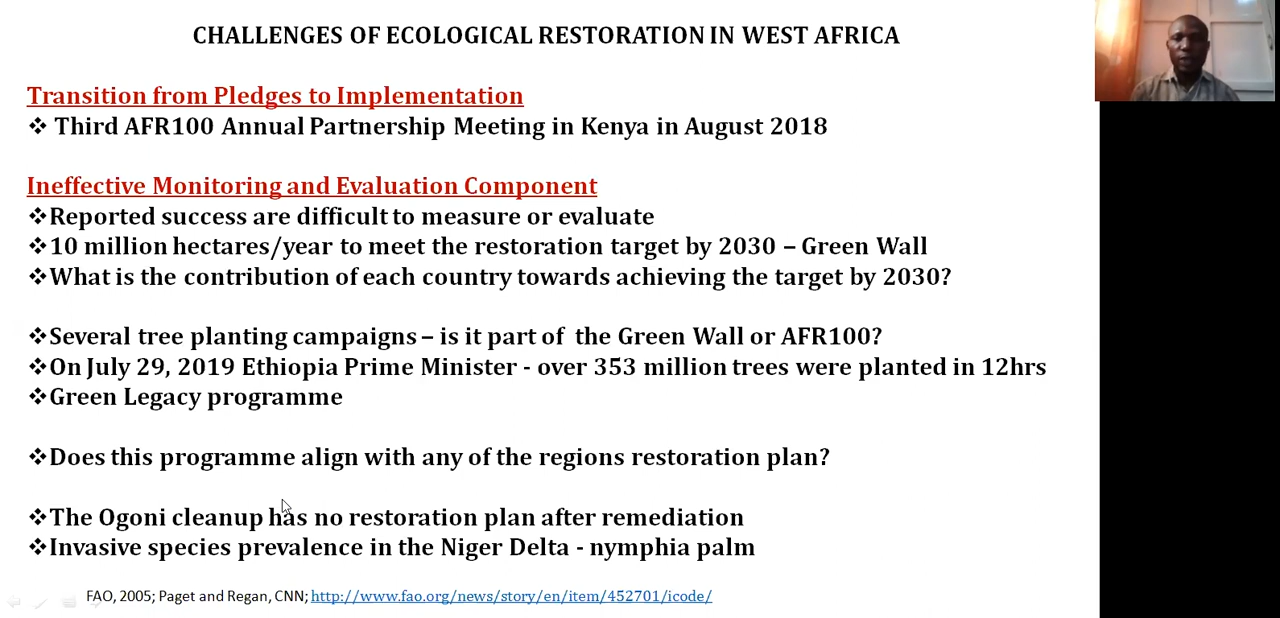 CHALLENGES OF ECOLOGICAL RESTORATION IN WEST AFRICA
Transition from Pledges to Implementation
❖ Third AFR100 Annual Partnership Meeting in Kenya in August 2018
Ineffective Monitoring and Evaluation Component
❖Reported success are difficult to measure or evaluate
❖10 million hectares/year to meet the restoration target by 2030 – Green Wall
❖What is the contribution of each country towards achieving the target by 2030?
❖Several tree planting campaigns – is it part of the Green Wall or AFR100?
❖On July 29, 2019 Ethiopia Prime Minister - over 353 million trees were planted in 12hrs
❖Green Legacy programme
❖Does this programme align with any of the regions restoration plan?
❖The Ogoni cleanup has no restoration plan after remediation
❖Invasive species prevalence in the Niger Delta - nymphia palm
FAO, 2005; Paget and Regan, CNN; http://www.fao.org/news/story/en/item/452701/icode/